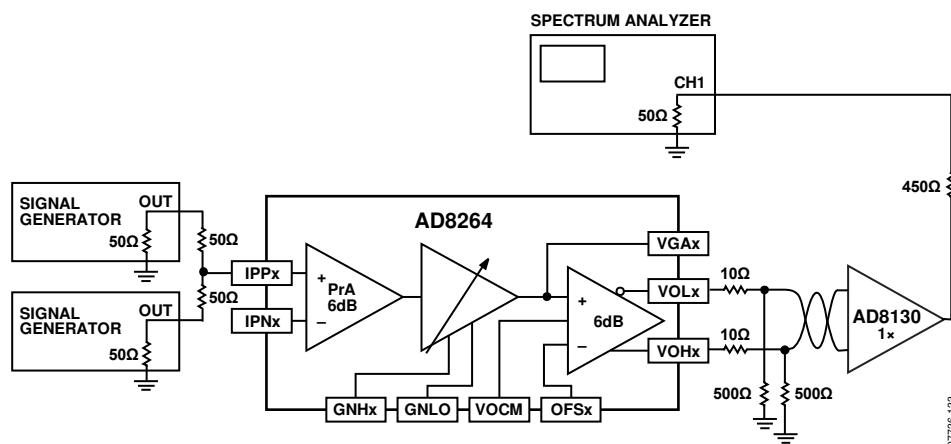 SPECTRUM ANALYZER
CH1
50Ω
450Ω
SIGNAL
GENERATOR
OUT
50Ω
50Ω
50Ω
SIGNAL
GENERATOR
OUT
50Ω
AD8264
IPPx
IPNx
+
PrA
6dB
–
+
6dB
–
VGAx
VOLx
VOHx
10Ω
10Ω
AD8130
1×
500Ω
500Ω
GNHx
GNLO
VOCM
OFSx